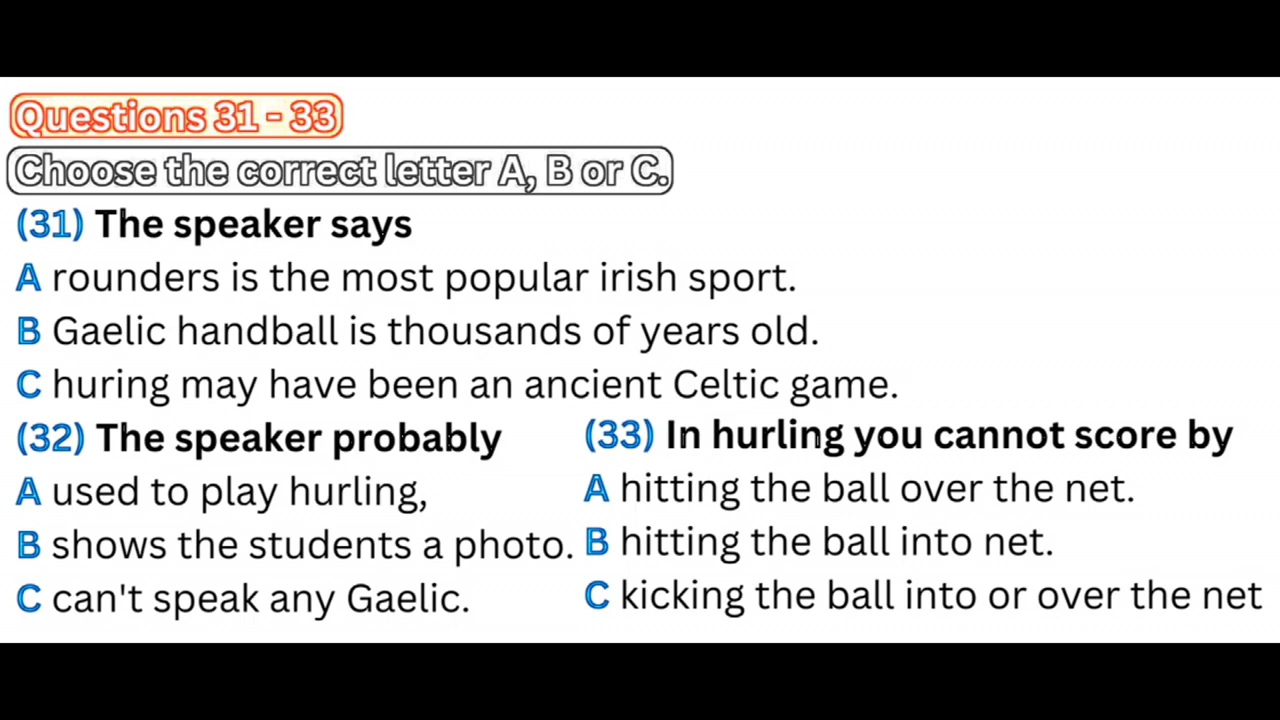 Questions 31 - 33
Choose the correct letter A, B or C.
(31) The speaker says
A rounders is the most popular irish sport.
B Gaelic handball is thousands of years old.
C huring may have been an ancient Celtic game.
(32) The speaker probably
A used to play hurling,
B shows the students a photo.
C can't speak any Gaelic.
(33) In hurling you cannot score by
A hitting the ball over the net.
B hitting the ball into net.
C kicking the ball into or over the net